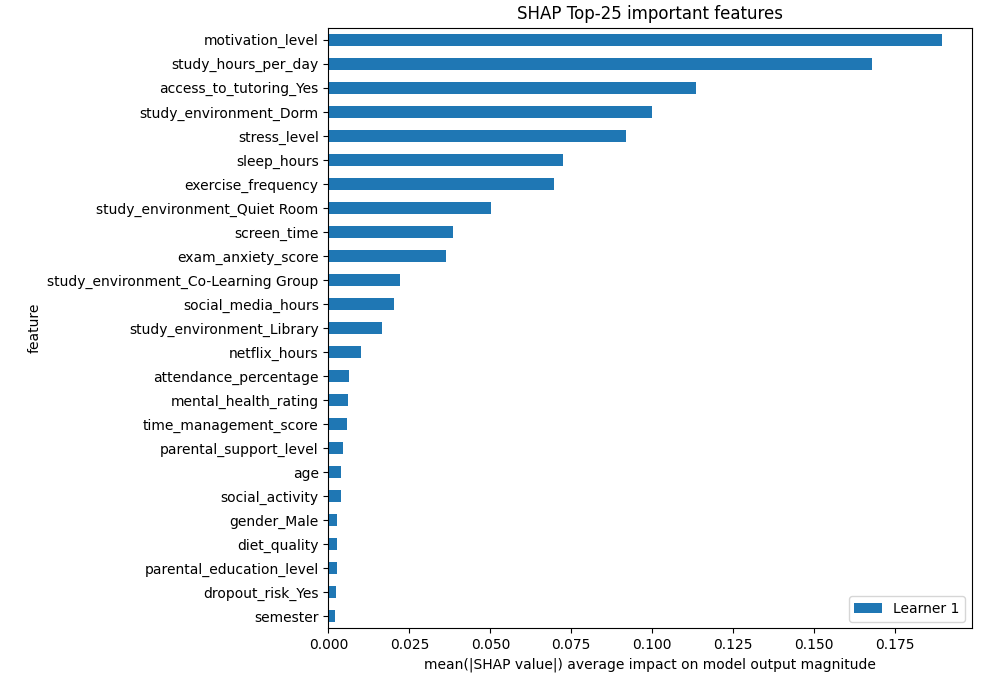 SHAP Top-25 important features
motivation_level
study_hours_per_day
access_to_tutoring_Yes
study_environment_Dorm
stress_level
sleep_hours
exercise_frequency
study_environment_Quiet Room
screen_time
exam_anxiety_score
study_environment_Co-Learning Group
social_media_hours
study_environment_Library
netflix_hours
attendance_percentage
mental_health_rating
time_management_score
parental_support_level
age
social_activity
gender_Male
diet_quality
parental_education_level
dropout_risk_Yes
semester
feature
Learner 1
0.000 0.025 0.050 0.075 0.100 0.125 0.150 0.175
mean(|SHAP value|) average impact on model output magnitude